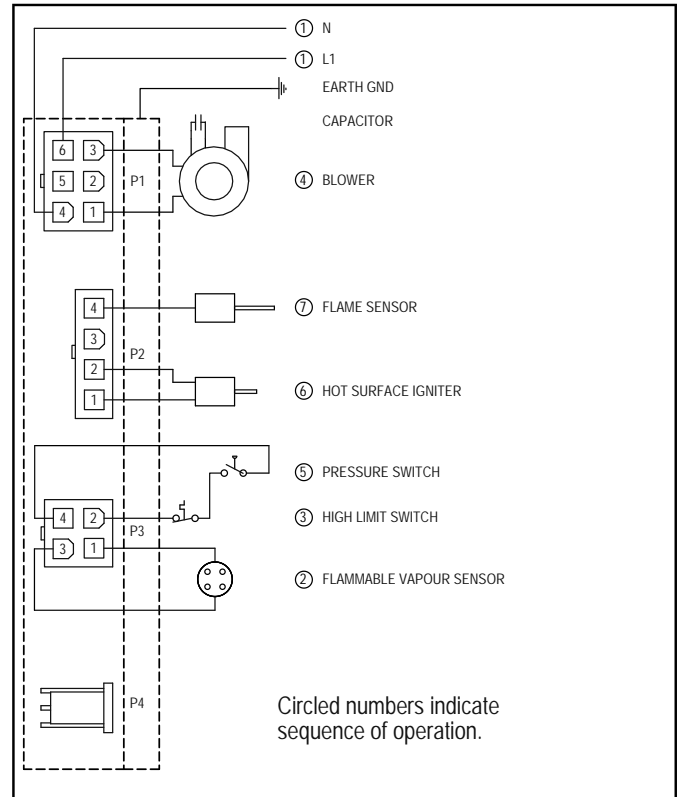 ① N
① L1
EARTH GND
CAPACITOR
6 3
5 2
P1
4 1
④ BLOWER
4
⑦ FLAME SENSOR
3
P2
2
1
⑥ HOT SURFACE IGNITER
⑤ PRESSURE SWITCH
4 2
③ HIGH LIMIT SWITCH
P3
3 1
② FLAMMABLE VAPOUR SENSOR
P4
Circled numbers indicate
sequence of operation.